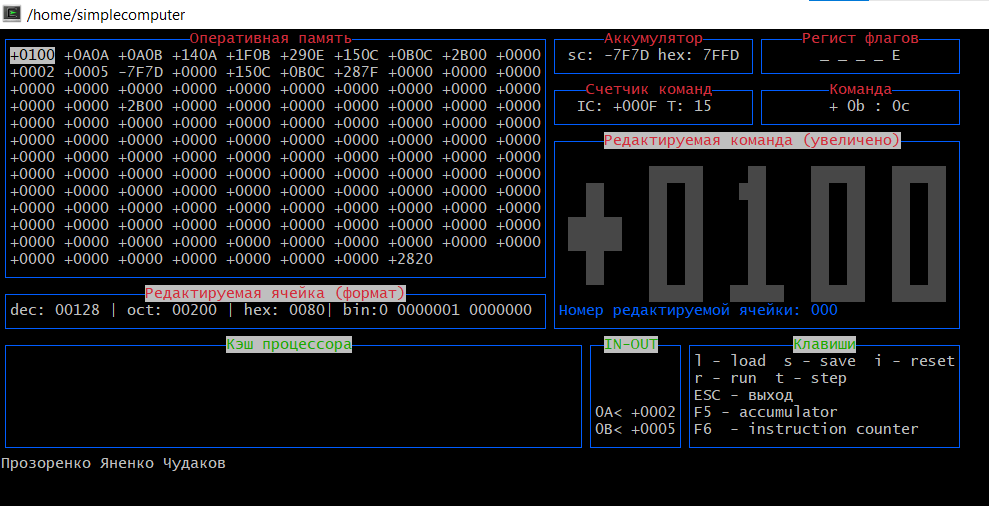 /home/simplecomputer
Оперативная память
+0100 +0A0A +0A0B +140A +1F0B +290E +150C +0B0C +2B00 +0000
+0002 +0005 -7F7D +0000 +150C +0B0C +287F +0000 +0000 +0000
+0000 +0000 +0000 +0000 +0000 +0000 +0000 +0000 +0000 +0000
+0000 +0000 +2B00 +0000 +0000 +0000 +0000 +0000 +0000 +0000
+0000 +0000 +0000 +0000 +0000 +0000 +0000 +0000 +0000 +0000
+0000 +0000 +0000 +0000 +0000 +0000 +0000 +0000 +0000 +0000
+0000 +0000 +0000 +0000 +0000 +0000 +0000 +0000 +0000 +0000
+0000 +0000 +0000 +0000 +0000 +0000 +0000 +0000 +0000 +0000
+0000 +0000 +0000 +0000 +0000 +0000 +0000 +0000 +0000 +0000
+0000 +0000 +0000 +0000 +0000 +0000 +0000 +0000 +0000 +0000
+0000 +0000 +0000 +0000 +0000 +0000 +0000 +0000 +0000 +0000
+0000 +0000 +0000 +0000 +0000 +0000 +0000 +0000 +0000 +0000
+0000 +0000 +0000 +0000 +0000 +0000 +0000 +2820
Аккумулятор
sc: -7F7D hex: 7FFD
Регист флагов
_ _ _ _ E
Счетчик команд
IC: +000F T: 15
Команда
+ 0b : 0c
Редактируемая команда (увеличено)
+0100
Номер редактируемой ячейки: 000
Редактируемая ячейка (формат)
dec: 00128 | oct: 00200 | hex: 0080| bin:0 0000001 0000000
Кэш процессора
IN-OUT
0A< +0002
0B< +0005
Клавиши
l - load s - save i - reset
r - run t - step
ESC - выход
F5 - accumulator
F6 - instruction counter
Прозоренко Яненко Чудаков